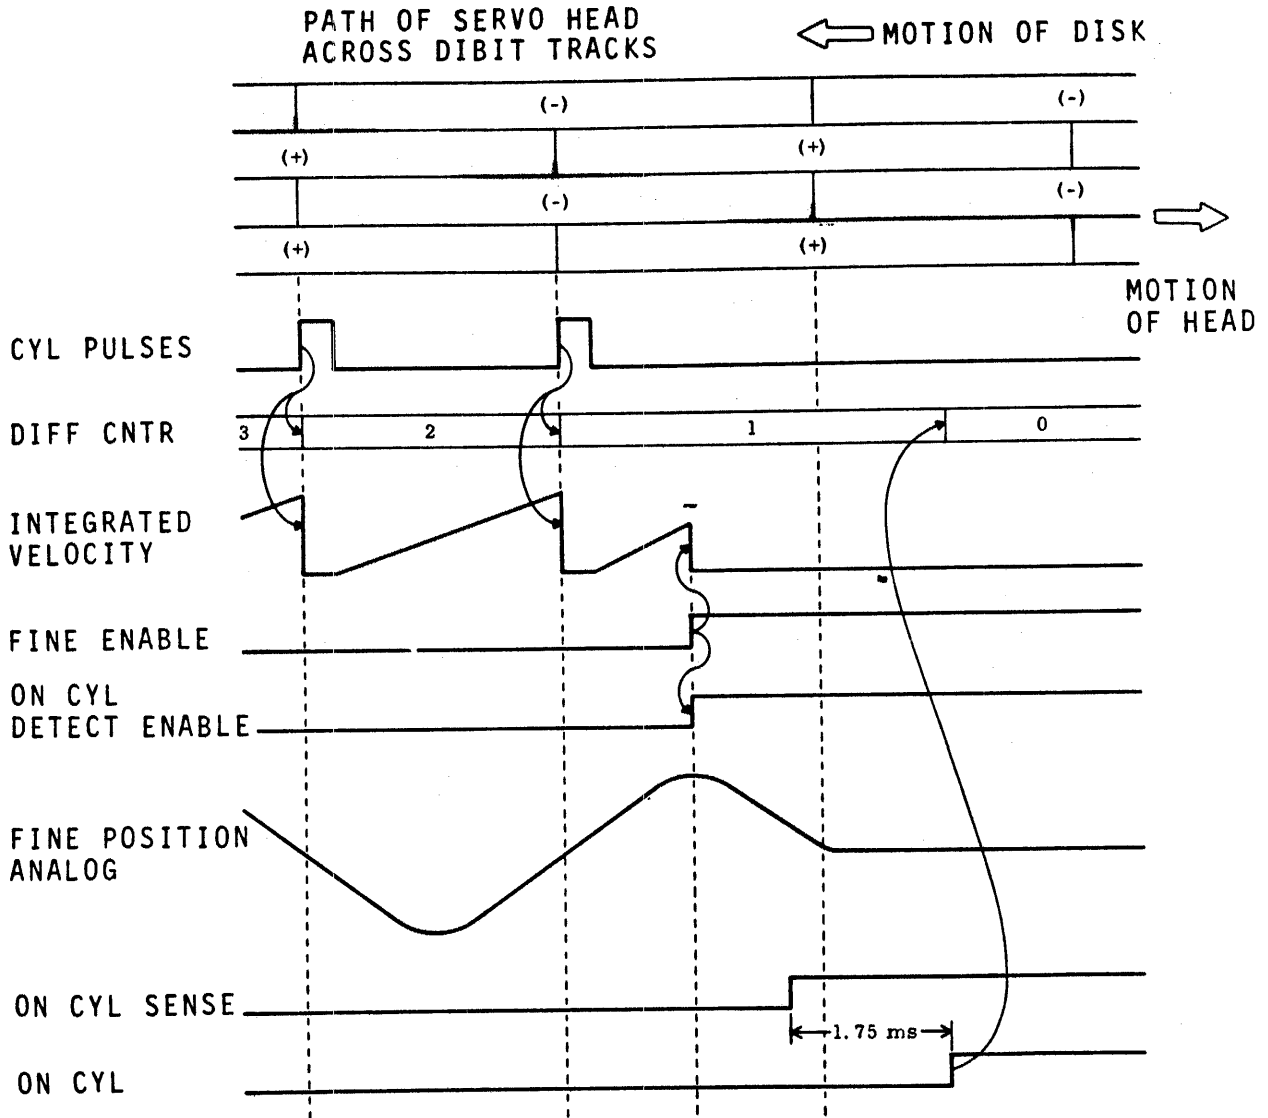 PATH OF SERVO HEAD
ACROSS DIBIT TRACKS
MOTION OF DISK
(-) (-)
(+) (+)
(-) (-)
(+) (+)
MOTION
OF HEAD
CYL PULSES
DIFF CNTR 3 2 1 0
INTEGRATED
VELOCITY
FINE ENABLE
ON CYL
DETECT ENABLE
FINE POSITION
ANALOG
ON CYL SENSE
1.75 ms
ON CYL